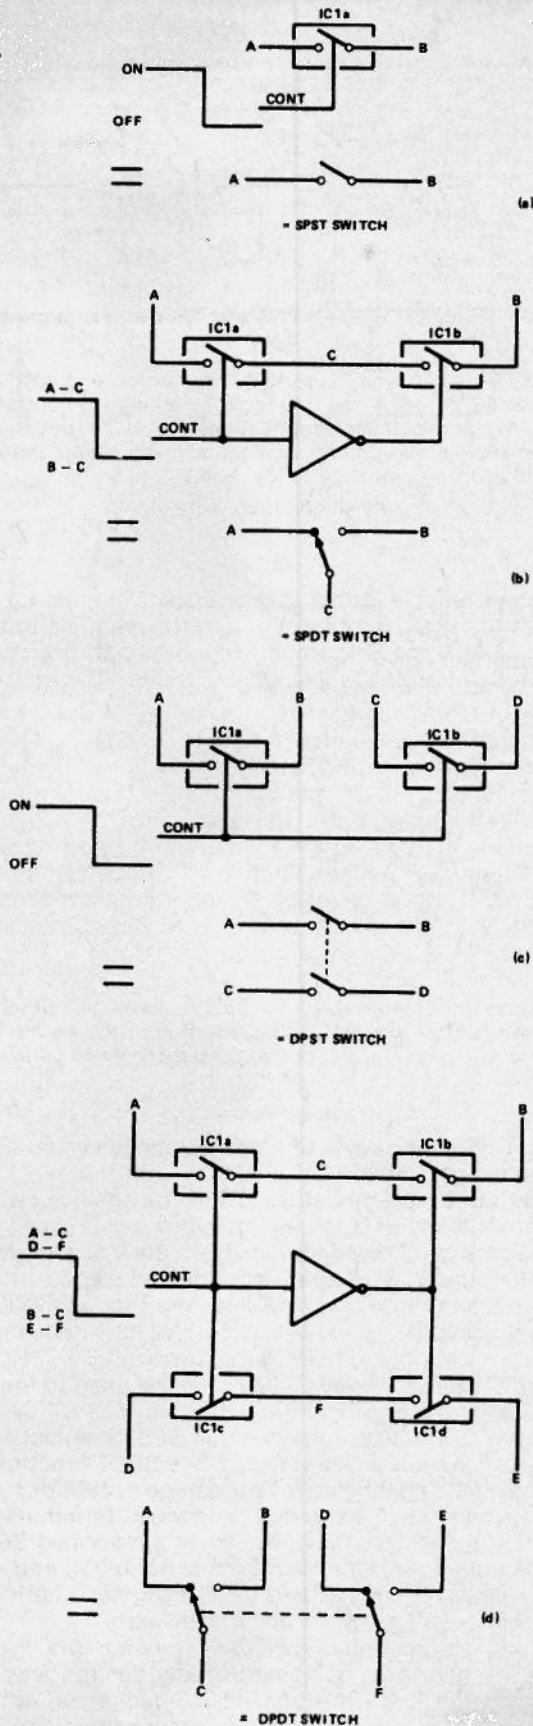 IC1a
A B
ON
CONT
OFF
A B
(a)
= SPST SWITCH
A B
IC1a IC1b
C
A – C
CONT
B – C
A B
(b)
C
= SPDT SWITCH
A B C D
IC1a IC1b
ON
CONT
OFF
A B
(c)
C D
= DPST SWITCH
A B
IC1a IC1b
C
A – C
D – F
CONT
B – C
E – F
F
IC1c IC1d
D E
A B D E
(d)
C F
= DPDT SWITCH